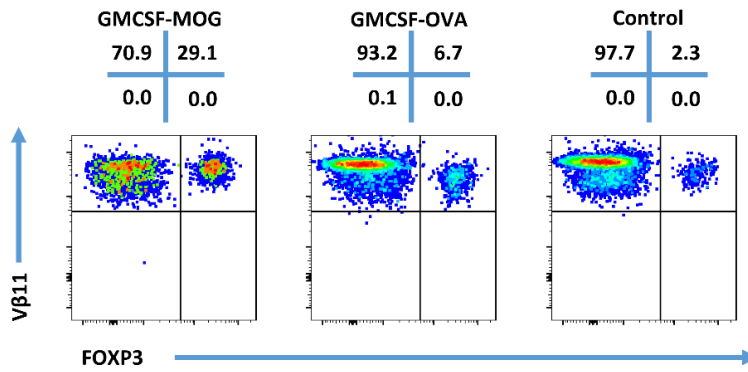 GMCSF-MOG GMCSF-OVA Control
70.9 29.1 93.2 6.7 97.7 2.3
0.0 0.0 0.1 0.0 0.0 0.0
Vβ11
FOXP3